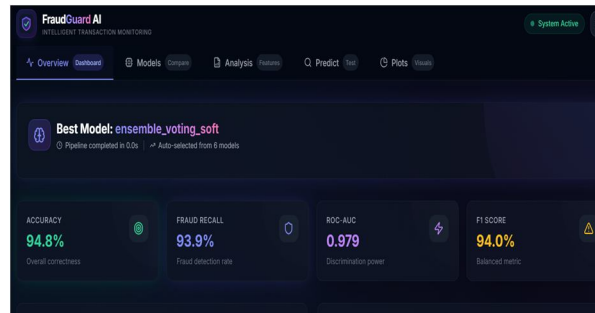 FraudGuard AI
INTELLIGENT TRANSACTION MONITORING
System Active
Overview Dashboard Models Compare Analysis Features Predict Test Plots Visuals
Best Model: ensemble_voting_soft
Pipeline completed in 0.0s Auto-selected from 6 models
ACCURACY
94.8%
Overall correctness
FRAUD RECALL
93.9%
Fraud detection rate
ROC-AUC
0.979
Discrimination power
F1 SCORE
94.0%
Balanced metric